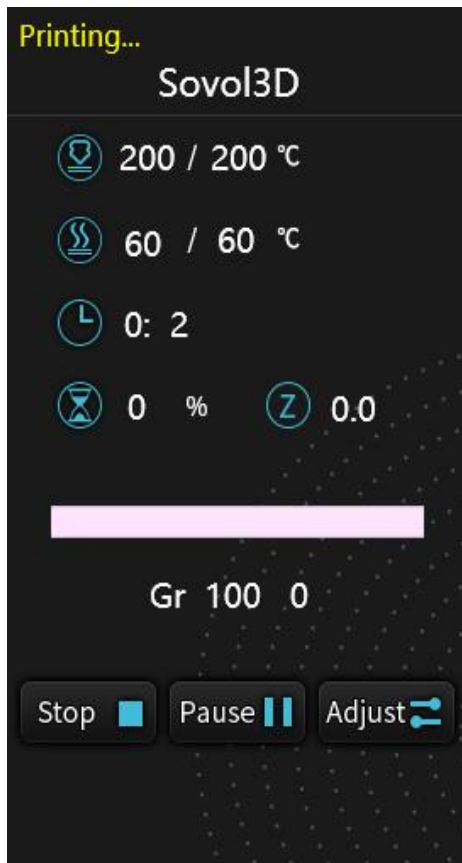 Printing...
Sovol3D
200 / 200 ℃
60 / 60 ℃
0: 2
0 % Z 0.0
Gr 100 0
Stop Pause Adjust